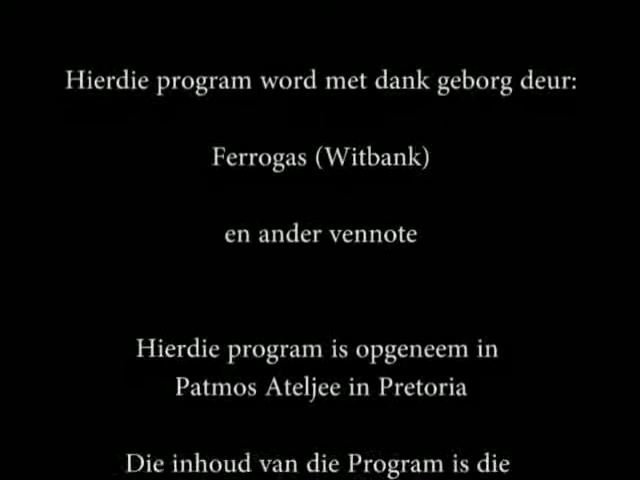 Hierdie program word met dank geborg deur:
Ferrogas (Witbank)
en ander vennote
Hierdie program is opgeneem in
Patmos Ateljee in Pretoria
Die inhoud van die Program is die